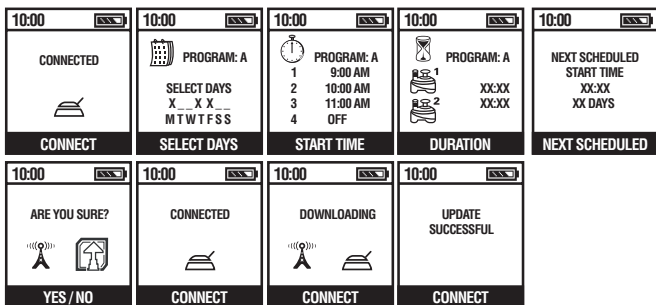 10:00
CONNECTED
CONNECT
10:00
PROGRAM: A
SELECT DAYS
X _ _ X X _ _
M T W T F S S
SELECT DAYS
10:00
PROGRAM: A
1 9:00 AM
2 10:00 AM
3 11:00 AM
4 OFF
START TIME
10:00
PROGRAM: A
1 XX:XX
2 XX:XX
DURATION
10:00
NEXT SCHEDULED
START TIME
XX:XX
XX DAYS
NEXT SCHEDULED
10:00
ARE YOU SURE?
YES / NO
10:00
CONNECTED
CONNECT
10:00
DOWNLOADING
CONNECT
10:00
UPDATE
SUCCESSFUL
CONNECT